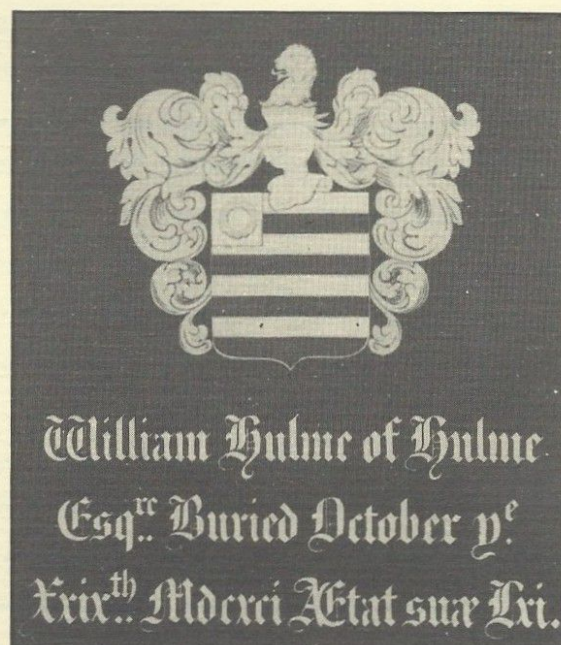 William Hulme of Hulme
Esqre.. Buried October ye.
Xxixth.. Mdcxci Ætat suæ Lxi.